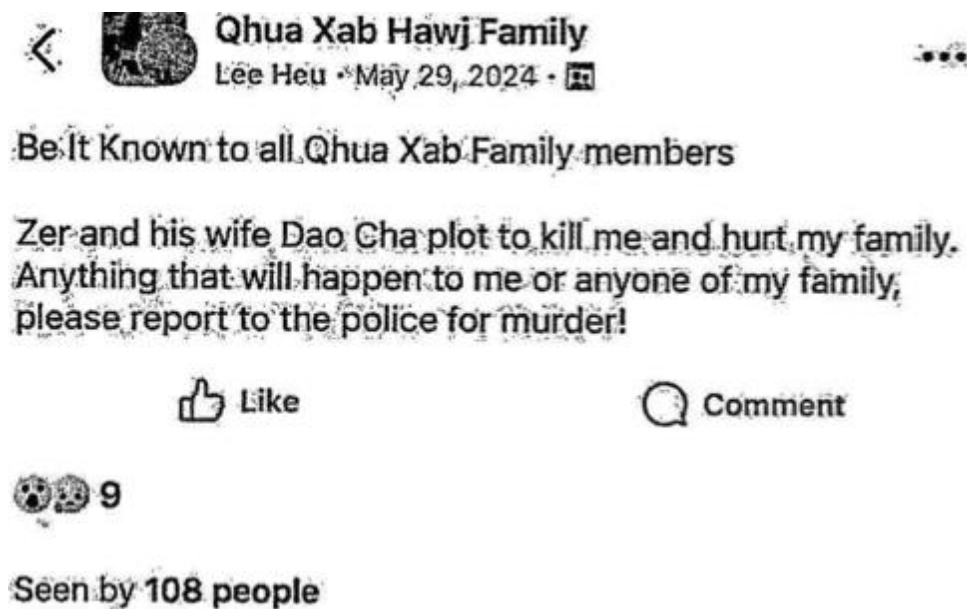 Qhua Xab Hawj Family
Lee Heu · May 29, 2024 ·
Be It Known to all Qhua Xab Family members
Zer and his wife Dao Cha plot to kill me and hurt my family.
Anything that will happen to me or anyone of my family,
please report to the police for murder!
Like
Comment
9
Seen by 108 people